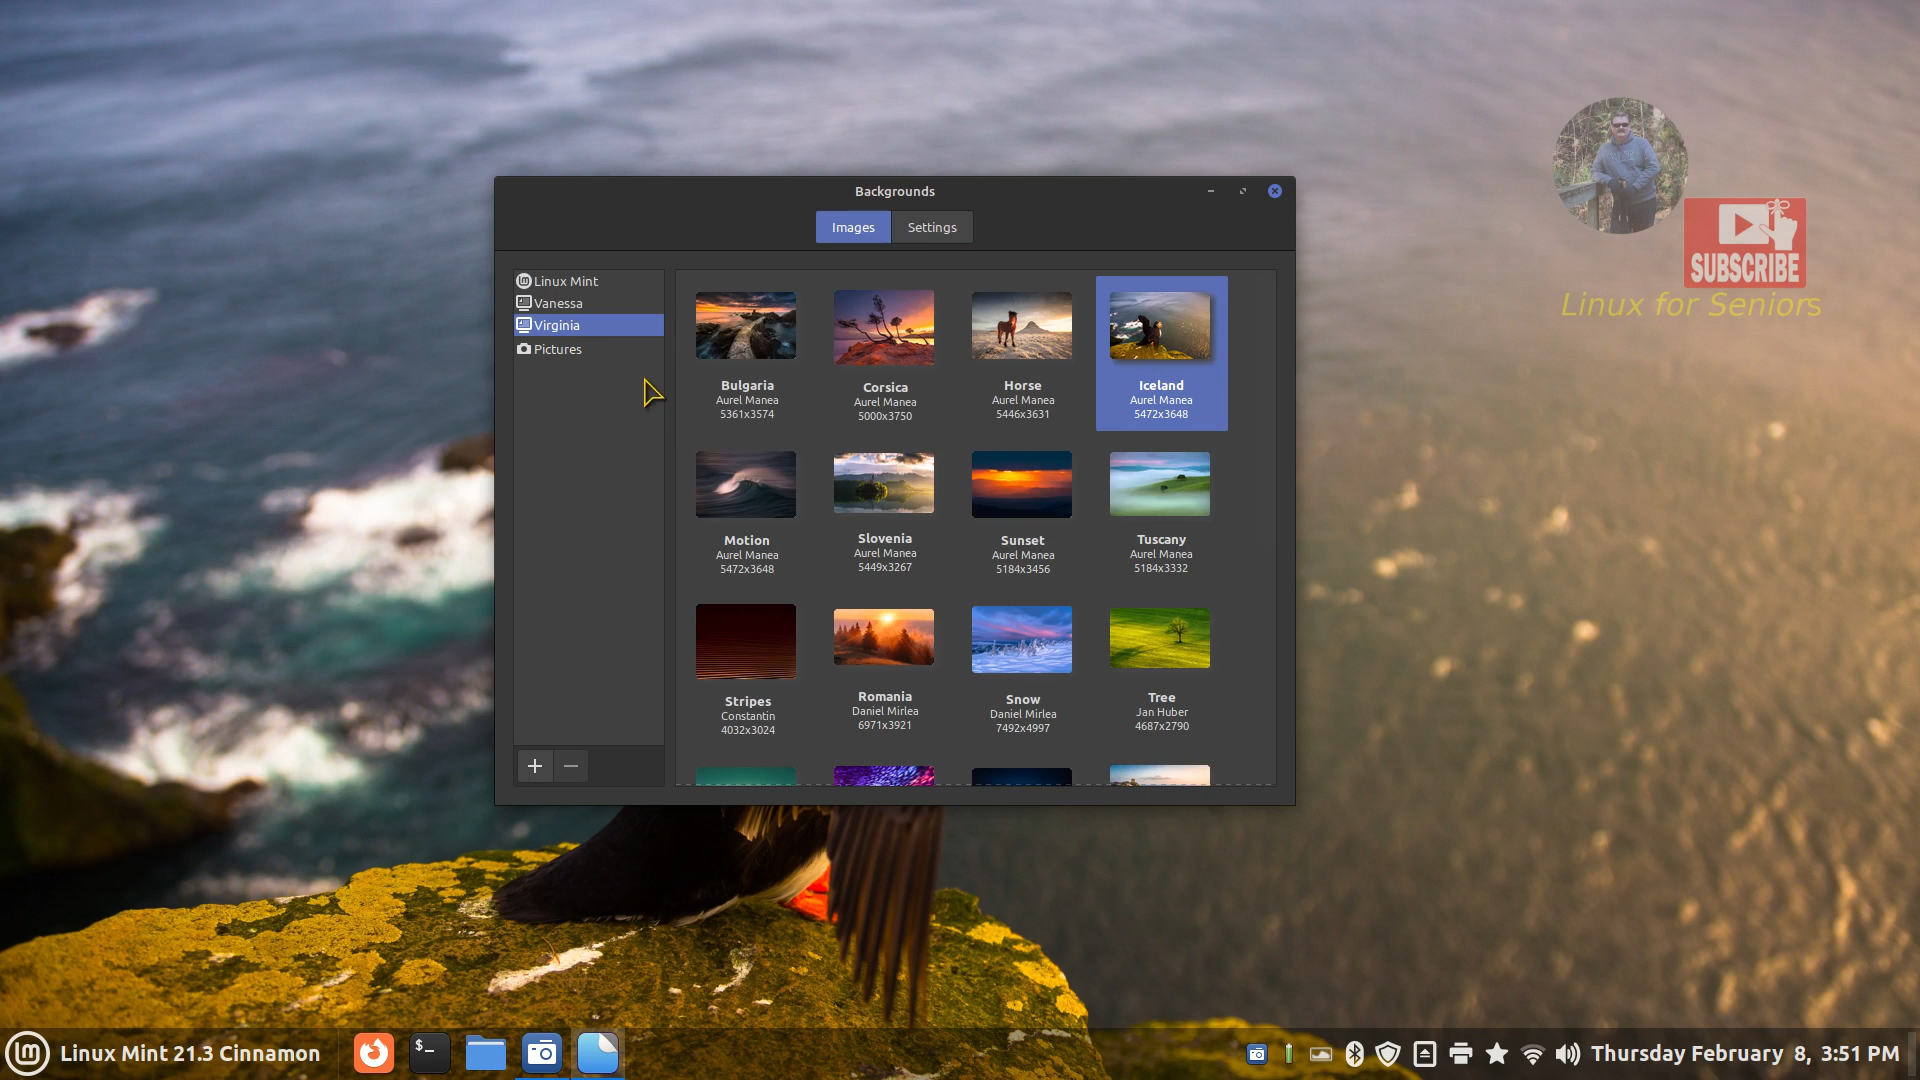 Backgrounds
Images Settings
Linux Mint
Vanessa
Virginia
Pictures
Bulgaria
Aurel Manea
5361x3574
Corsica
Aurel Manea
5000x3750
Horse
Aurel Manea
5446x3631
Iceland
Aurel Manea
5472x3648
Motion
Aurel Manea
5472x3648
Slovenia
Aurel Manea
5449x3267
Sunset
Aurel Manea
5184x3456
Tuscany
Aurel Manea
5184x3332
Stripes
Constantin
4032x3024
Romania
Daniel Mirlea
6971x3921
Snow
Daniel Mirlea
7492x4997
Tree
Jan Huber
4687x2790
SUBSCRIBE
Linux for Seniors
Linux Mint 21.3 Cinnamon
$_
Thursday February 8, 3:51 PM